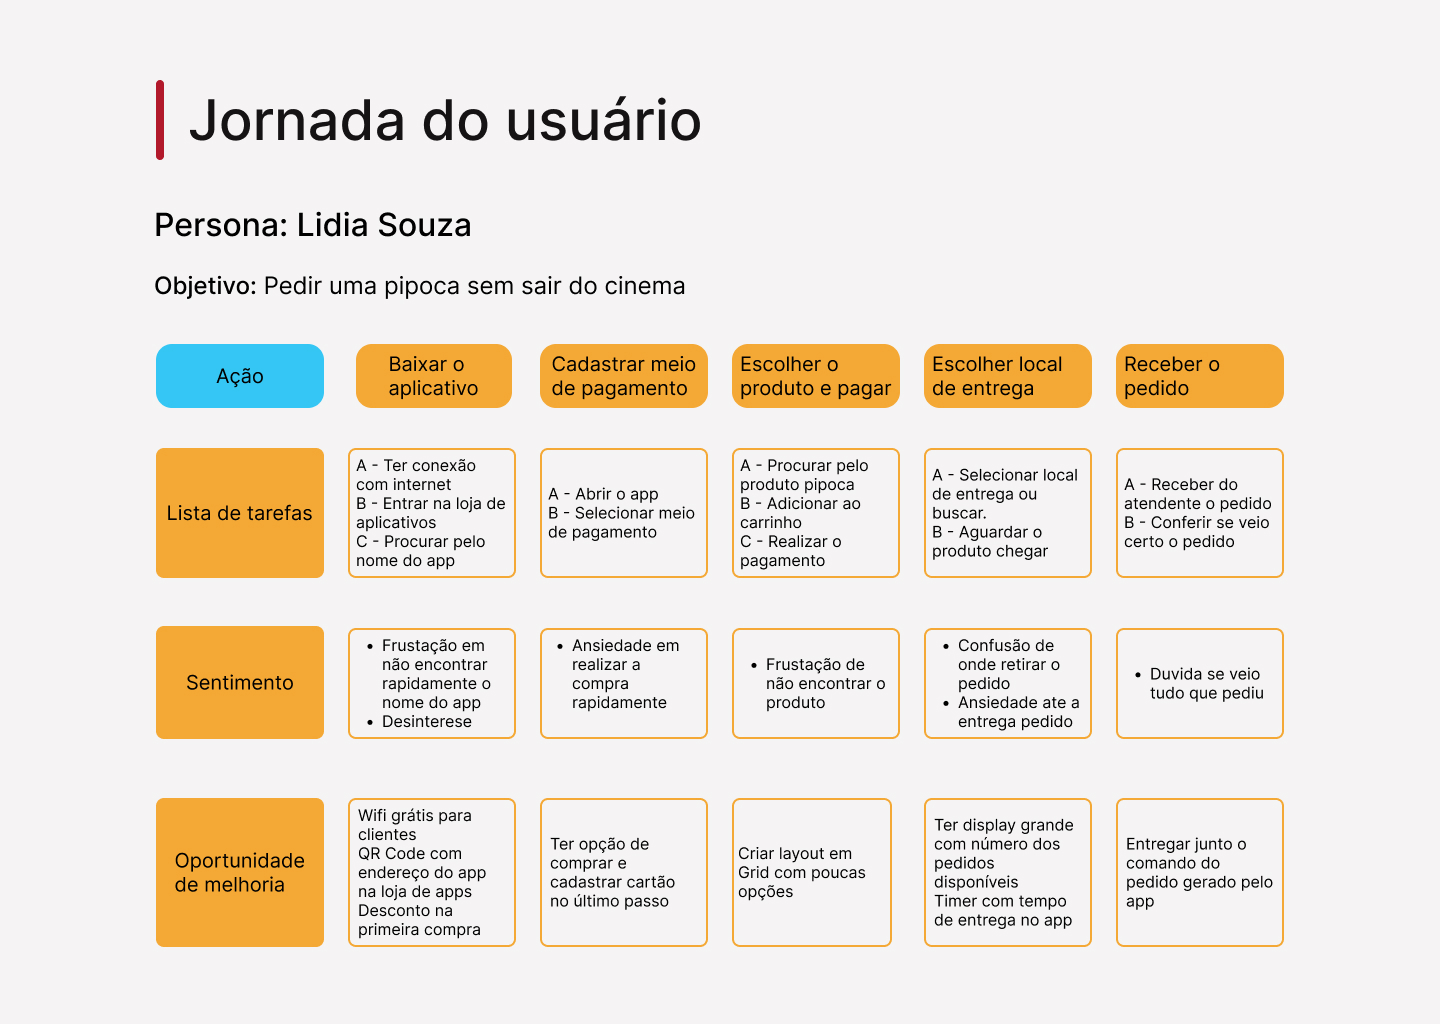 Jornada do usuário
Persona: Lidia Souza
Objetivo: Pedir uma pipoca sem sair do cinema
Ação
Baixar o
aplicativo
Cadastrar meio
de pagamento
Escolher o
produto e pagar
Escolher local
de entrega
Receber o
pedido
Lista de tarefas
A - Ter conexão
com internet
B - Entrar na loja de
aplicativos
C - Procurar pelo
nome do app
A - Abrir o app
B - Selecionar meio
de pagamento
A - Procurar pelo
produto pipoca
B - Adicionar ao
carrinho
C - Realizar o
pagamento
A - Selecionar local
de entrega ou
buscar.
B - Aguardar o
produto chegar
A - Receber do
atendente o pedido
B - Conferir se veio
certo o pedido
Sentimento
• Frustação em
não encontrar
rapidamente o
nome do app
• Desinterese
• Ansiedade em
realizar a
compra
rapidamente
• Frustação de
não encontrar o
produto
• Confusão de
onde retirar o
pedido
• Ansiedade ate a
entrega pedido
• Duvida se veio
tudo que pediu
Oportunidade
de melhoria
Wifi grátis para
clientes
QR Code com
endereço do app
na loja de apps
Desconto na
primeira compra
Ter opção de
comprar e
cadastrar cartão
no último passo
Criar layout em
Grid com poucas
opções
Ter display grande
com número dos
pedidos
disponíveis
Timer com tempo
de entrega no app
Entregar junto o
comando do
pedido gerado pelo
app